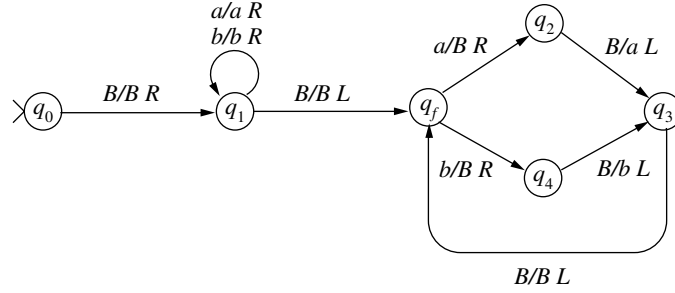 a/a R
b/b R
q2
a/B R
B/a L
B/B R
B/B L
q0
q1
qf
q3
b/B R
B/b L
q4
B/B L